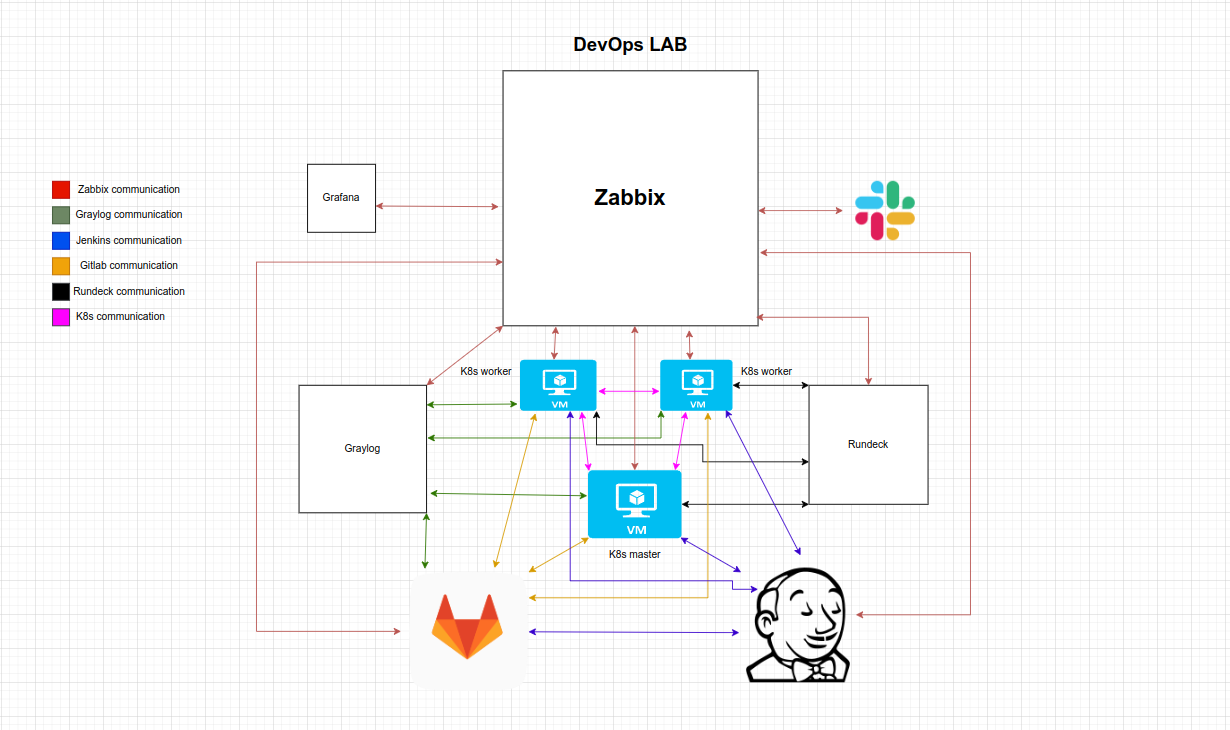 DevOps LAB
Zabbix
Grafana
Zabbix communication
Graylog communication
Jenkins communication
Gitlab communication
Rundeck communication
K8s communication
K8s worker
K8s worker
VM
VM
Graylog
Rundeck
VM
K8s master